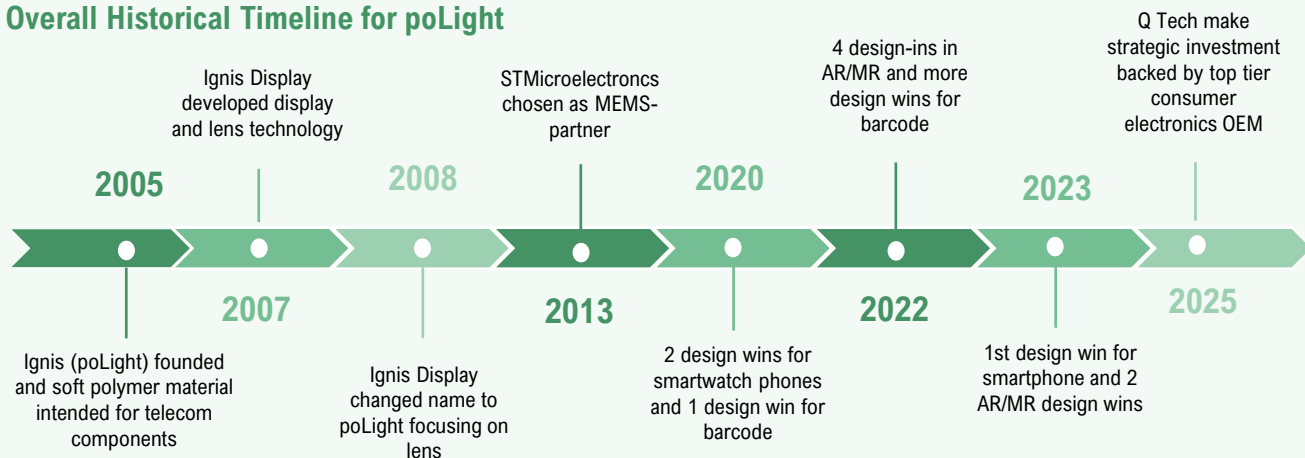 Overall Historical Timeline for poLight
2005
Ignis (poLight) founded
and soft polymer material
intended for telecom
components
Ignis Display
developed display
and lens technology
2007
2008
Ignis Display
changed name to
poLight focusing on
lens
STMicroelectroncs
chosen as MEMS-
partner
2013
2020
2 design wins for
smartwatch phones
and 1 design win for
barcode
4 design-ins in
AR/MR and more
design wins for
barcode
2022
2023
1st design win for
smartphone and 2
AR/MR design wins
Q Tech make
strategic investment
backed by top tier
consumer
electronics OEM
2025